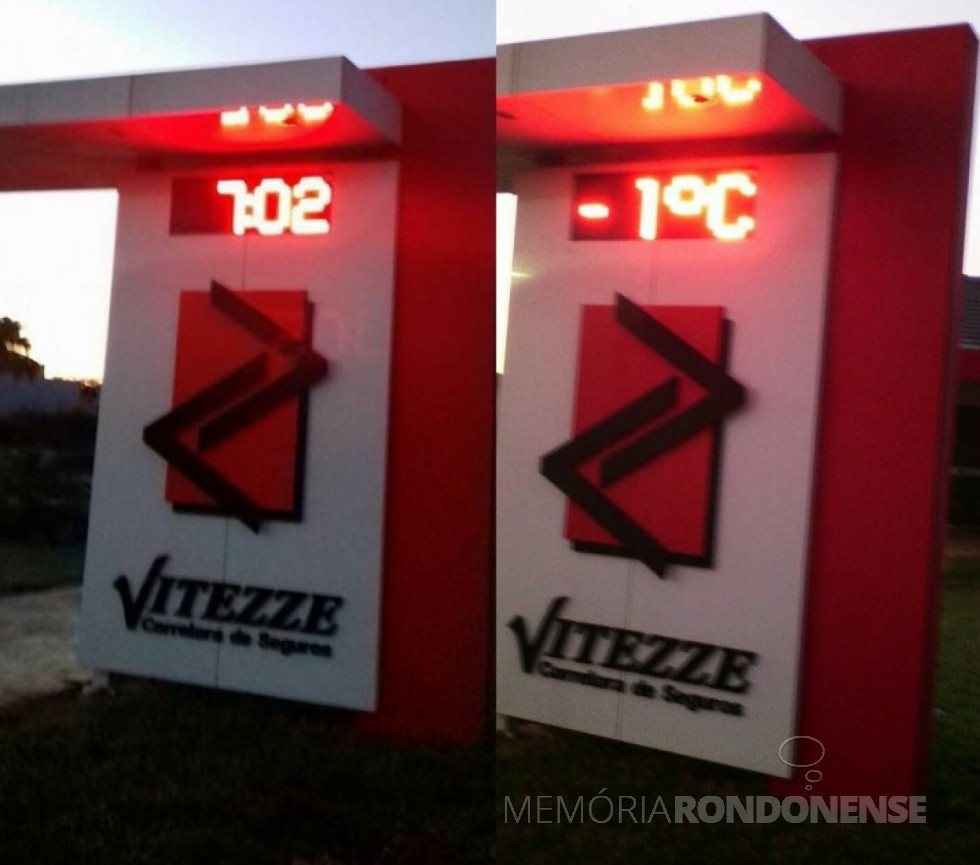 7:02
VITEZZE
Corretora de Seguros
- 1°C
VITEZZE
Corretora de Seguros
MEMÓRIARONDONENSE